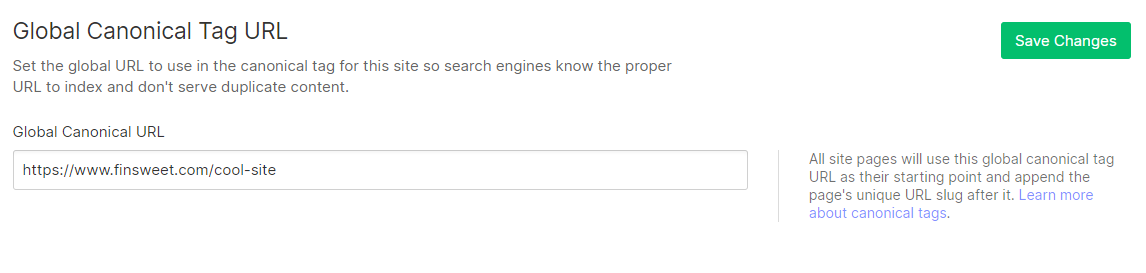 Global Canonical Tag URL
Save Changes
Set the global URL to use in the canonical tag for this site so search engines know the proper
URL to index and don't serve duplicate content.
Global Canonical URL
https://www.finsweet.com/cool-site
All site pages will use this global canonical tag
URL as their starting point and append the
page's unique URL slug after it. Learn more
about canonical tags.